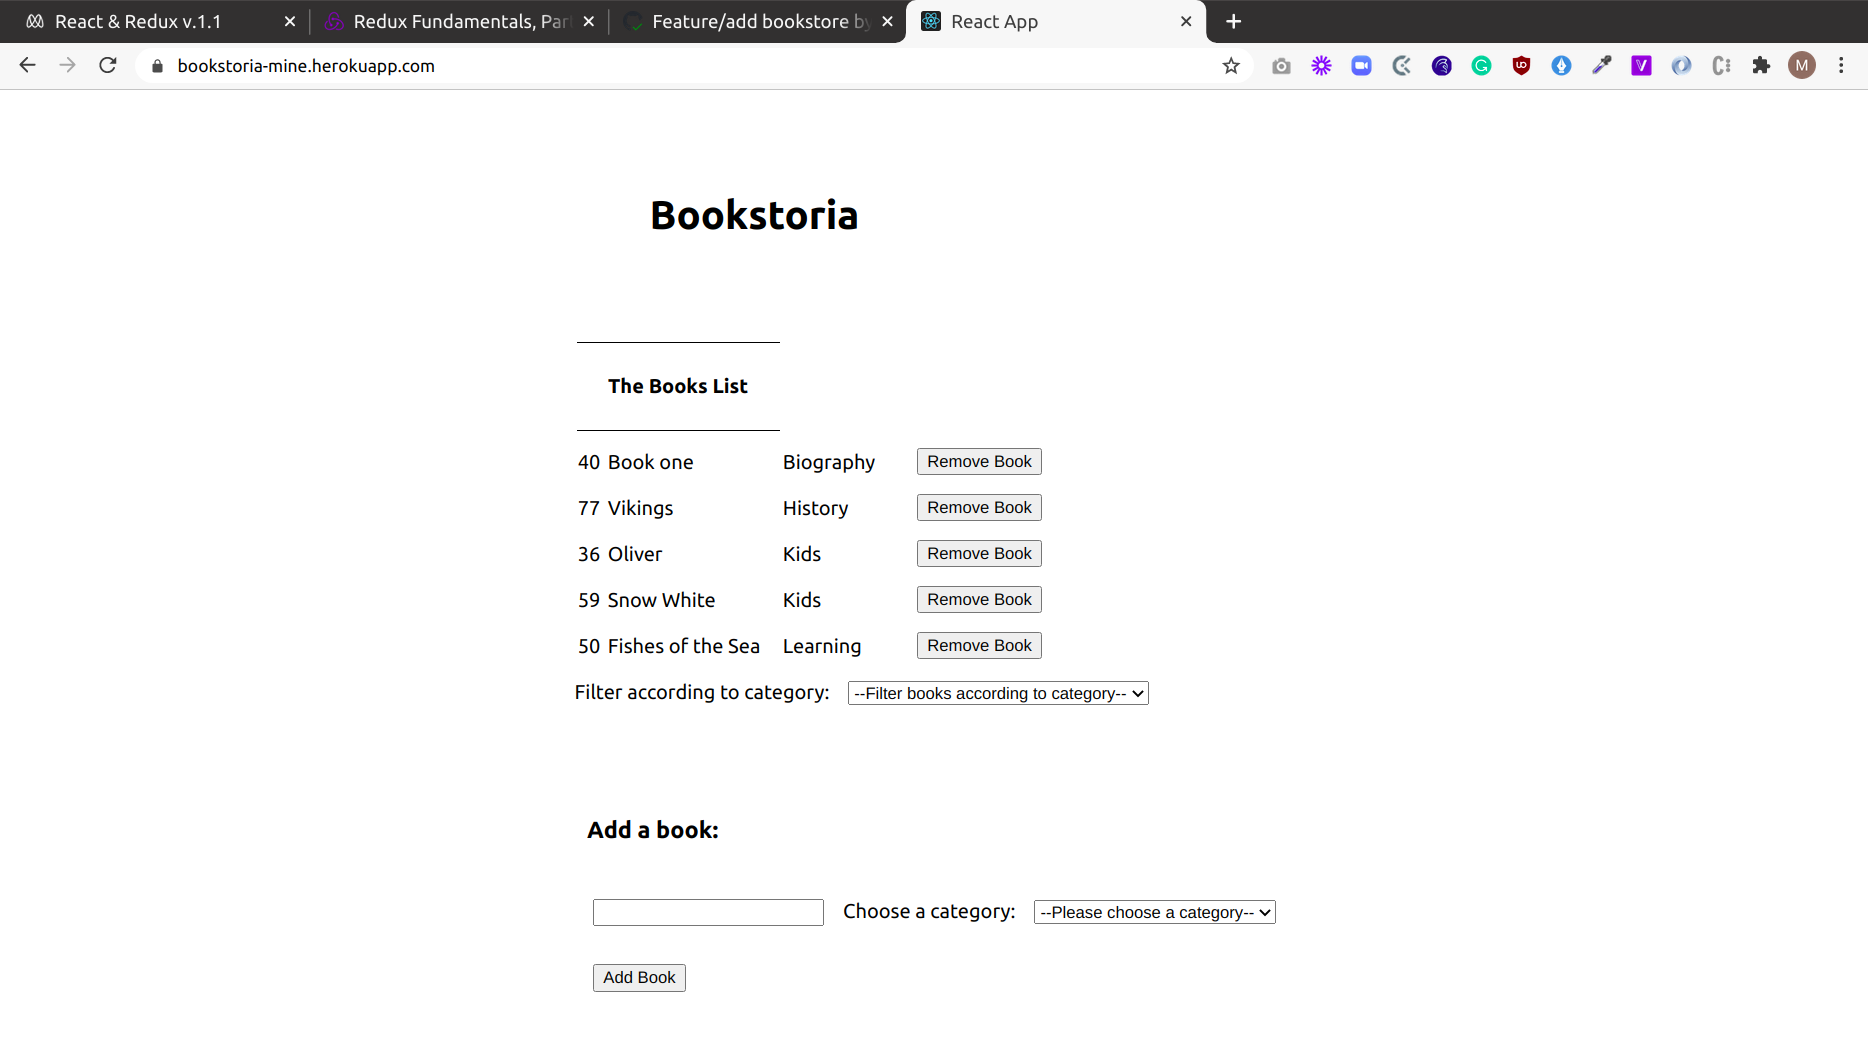 React & Redux v.1.1
Redux Fundamentals, Par
Feature/add bookstore by
React App
bookstoria-mine.herokuapp.com
M
Bookstoria
The Books List
40 Book one Biography Remove Book
77 Vikings History Remove Book
36 Oliver Kids Remove Book
59 Snow White Kids Remove Book
50 Fishes of the Sea Learning Remove Book
Filter according to category: --Filter books according to category--
Add a book:
Choose a category: --Please choose a category--
Add Book